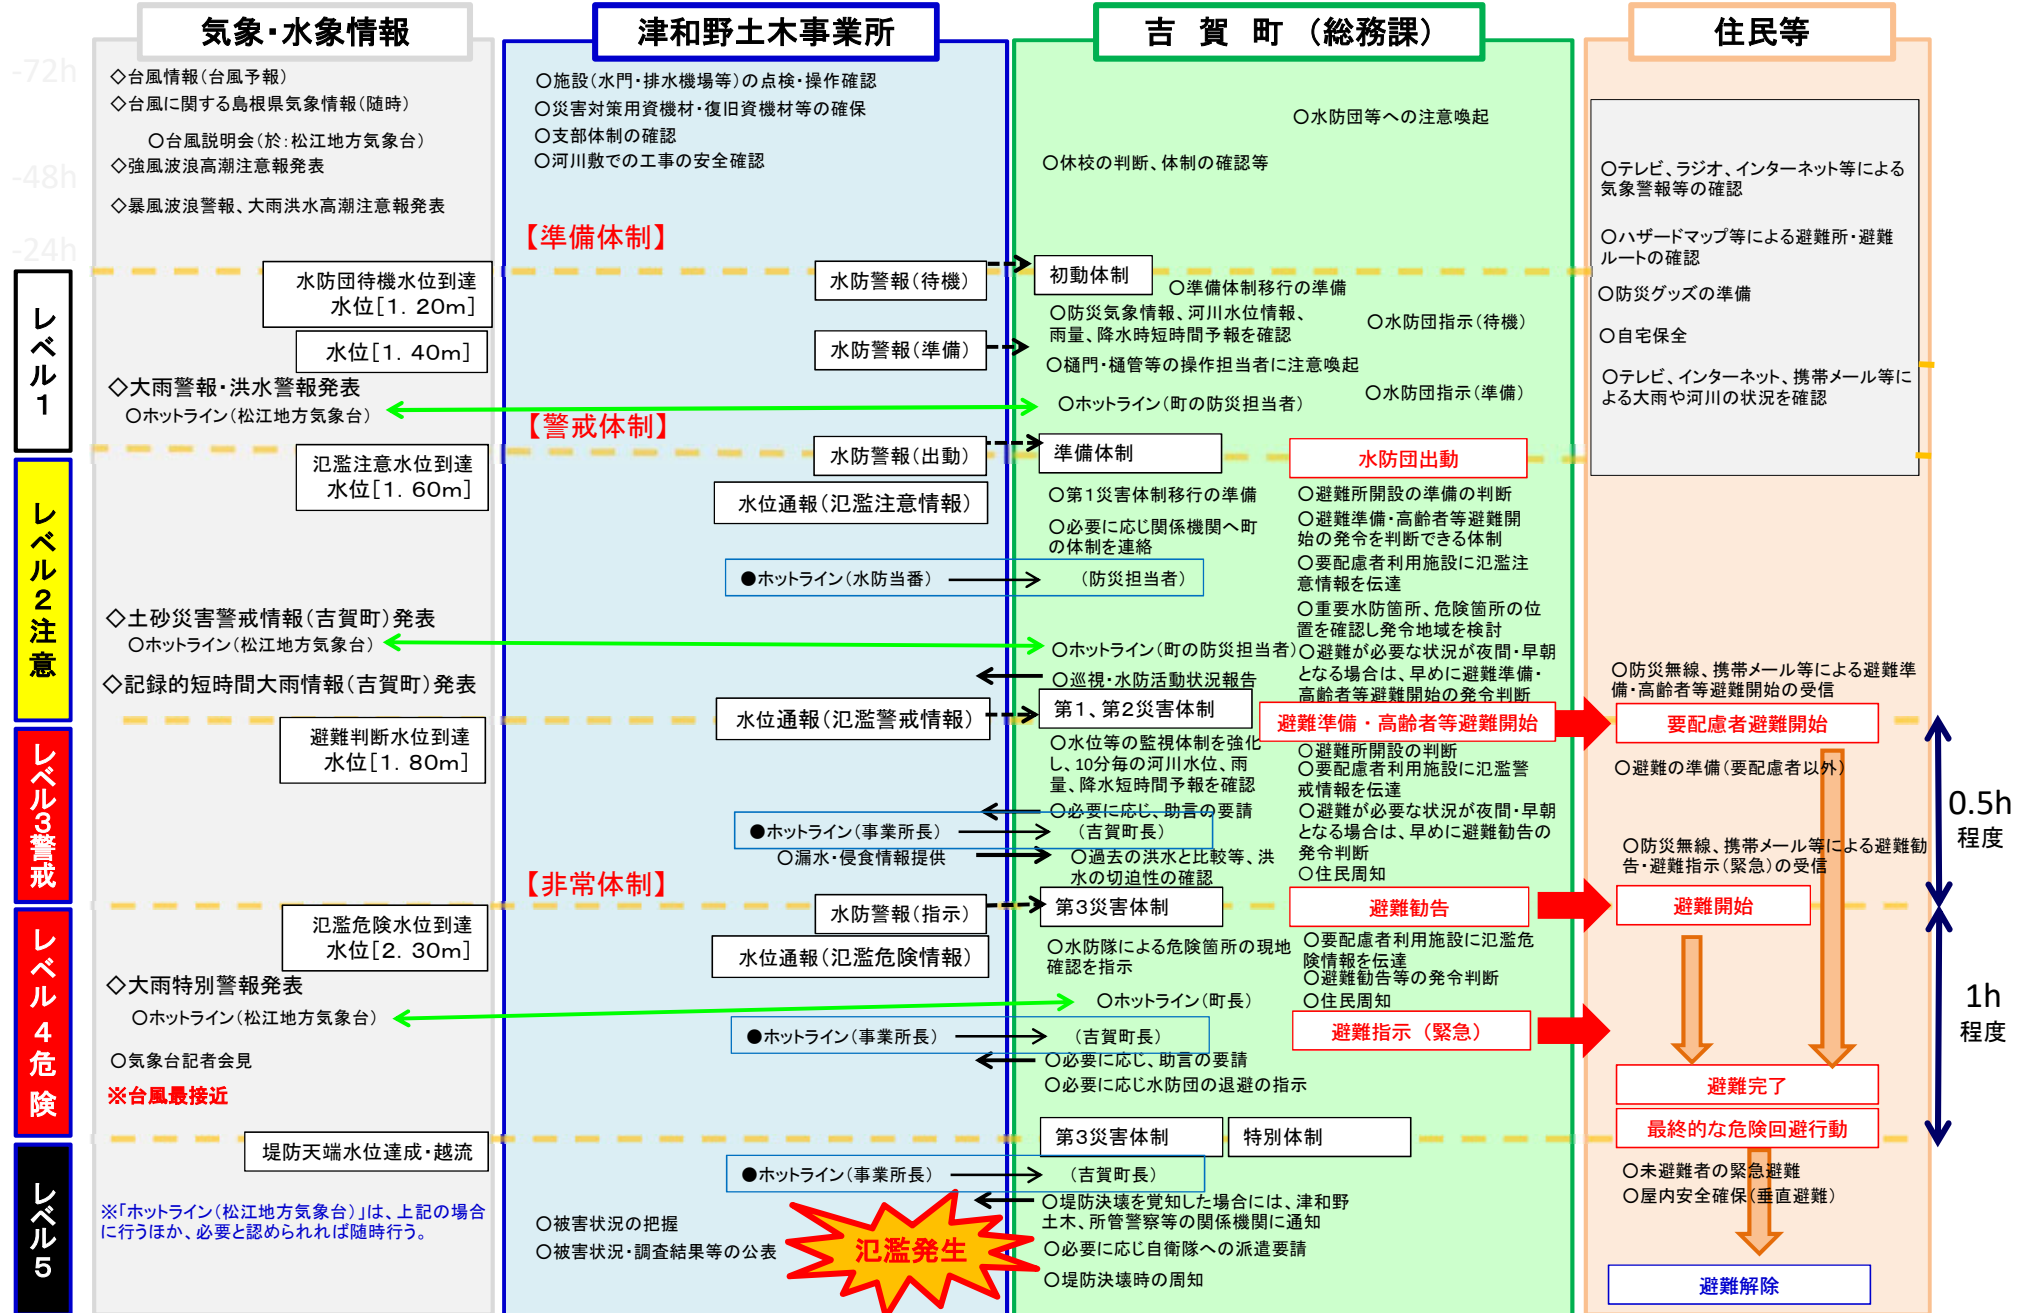 気象・水象情報
津和野土木事業所
吉 賀 町 （総務課）
住民等
-72h
-48h
-24h
レベル1
レベル2注意
レベル3警戒
レベル4危険
レベル5
◇台風情報(台風予報)
◇台風に関する島根県気象情報(随時)
○台風説明会(於:松江地方気象台)
◇強風波浪高潮注意報発表
◇暴風波浪警報、大雨洪水高潮注意報発表
水防団待機水位到達
水位[1. 20m]
水位[1. 40m]
◇大雨警報・洪水警報発表
○ホットライン(松江地方気象台)
氾濫注意水位到達
水位[1. 60m]
◇土砂災害警戒情報(吉賀町)発表
○ホットライン(松江地方気象台)
◇記録的短時間大雨情報(吉賀町)発表
避難判断水位到達
水位[1. 80m]
氾濫危険水位到達
水位[2. 30m]
◇大雨特別警報発表
○ホットライン(松江地方気象台)
○気象台記者会見
※台風最接近
堤防天端水位達成・越流
※「ホットライン(松江地方気象台)」は、上記の場合
に行うほか、必要と認められれば随時行う。
○施設(水門・排水機場等)の点検・操作確認
○災害対策用資機材・復旧資機材等の確保
○支部体制の確認
○河川敷での工事の安全確認
【準備体制】
水防警報(待機)
水防警報(準備)
【警戒体制】
水防警報(出動)
水位通報(氾濫注意情報)
●ホットライン(水防当番)
(防災担当者)
水位通報(氾濫警戒情報)
●ホットライン(事業所長)
(吉賀町長)
○漏水・侵食情報提供
【非常体制】
水防警報(指示)
水位通報(氾濫危険情報)
●ホットライン(事業所長)
(吉賀町長)
●ホットライン(事業所長)
(吉賀町長)
○被害状況の把握
○被害状況・調査結果等の公表
氾濫発生
○水防団等への注意喚起
○休校の判断、体制の確認等
初動体制
○準備体制移行の準備
○防災気象情報、河川水位情報、
雨量、降水時短時間予報を確認
○水防団指示(待機)
○樋門・樋管等の操作担当者に注意喚起
○水防団指示(準備)
○ホットライン(町の防災担当者)
準備体制
水防団出動
○第1災害体制移行の準備
○必要に応じ関係機関へ町
の体制を連絡
○避難所開設の準備の判断
○避難準備・高齢者等避難開
始の発令を判断できる体制
○要配慮者利用施設に氾濫注
意情報を伝達
○重要水防箇所、危険箇所の位
置を確認し発令地域を検討
○ホットライン(町の防災担当者)
○避難が必要な状況が夜間・早朝
となる場合は、早めに避難準備・
高齢者等避難開始の発令判断
○巡視・水防活動状況報告
第1、第2災害体制
避難準備・高齢者等避難開始
○水位等の監視体制を強化
し、10分毎の河川水位、雨
量、降水短時間予報を確認
○必要に応じ、助言の要請
○避難所開設の判断
○要配慮者利用施設に氾濫警
戒情報を伝達
○避難が必要な状況が夜間・早朝
となる場合は、早めに避難勧告の
発令判断
○住民周知
○過去の洪水と比較等、洪
水の切迫性の確認
第3災害体制
避難勧告
○水防隊による危険箇所の現地
確認を指示
○要配慮者利用施設に氾濫危
険情報を伝達
○避難勧告等の発令判断
○住民周知
○ホットライン(町長)
避難指示（緊急）
○必要に応じ、助言の要請
○必要に応じ水防団の退避の指示
第3災害体制
特別体制
○堤防決壊を覚知した場合には、津和野
土木、所管警察等の関係機関に通知
○必要に応じ自衛隊への派遣要請
○堤防決壊時の周知
○テレビ、ラジオ、インターネット等による
気象警報等の確認
○ハザードマップ等による避難所・避難
ルートの確認
○防災グッズの準備
○自宅保全
○テレビ、インターネット、携帯メール等に
よる大雨や河川の状況を確認
○防災無線、携帯メール等による避難準
備・高齢者等避難開始の受信
要配慮者避難開始
○避難の準備(要配慮者以外)
○防災無線、携帯メール等による避難勧
告・避難指示(緊急)の受信
避難開始
避難完了
最終的な危険回避行動
○未避難者の緊急避難
○屋内安全確保(垂直避難)
避難解除
0.5h
程度
1h
程度